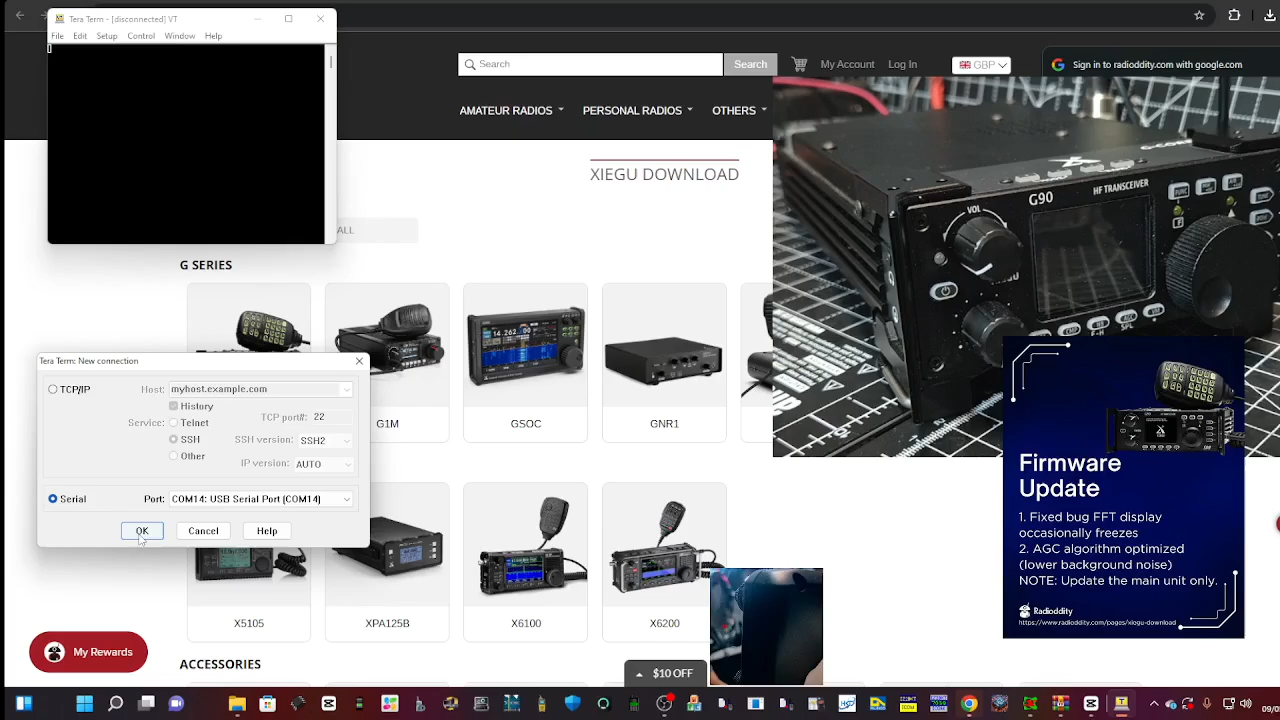 Tera Term - [disconnected] VT
File Edit Setup Control Window Help
Search
Search
My Account
Log In
GBP
Sign in to radioddity.com with google.com
AMATEUR RADIOS
PERSONAL RADIOS
OTHERS
XIEGU DOWNLOAD
ALL
G SERIES
G1M
GSOC
GNR1
Tera Term: New connection
TCP/IP
Host: myhost.example.com
History
Service:
Telnet
TCP port#: 22
SSH
SSH version: SSH2
Other
IP version: AUTO
Serial
Port: COM14: USB Serial Port (COM14)
OK
Cancel
Help
X5105
XPA125B
X6100
X6200
My Rewards
ACCESSORIES
$10 OFF
G90
HF TRANSCEIVER
VOL
Firmware
Update
1. Fixed bug FFT display
occasionally freezes
2. AGC algorithm optimized
(lower background noise)
NOTE: Update the main unit only.
Radioddity
https://www.radioddity.com/pages/xiegu-download